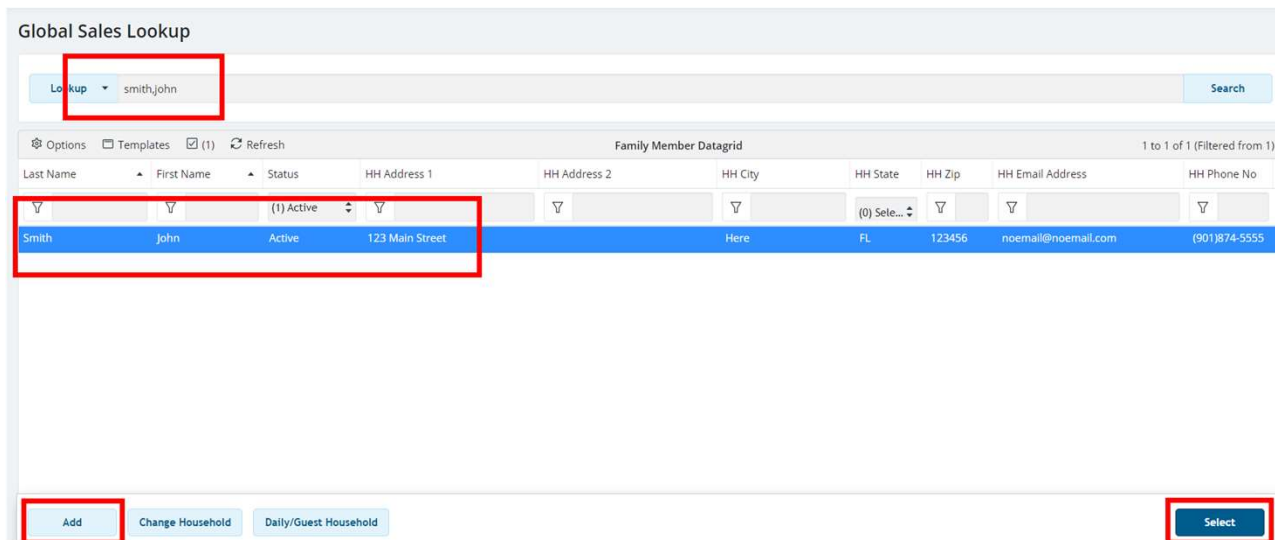 Global Sales Lookup
Lookup smith,john Search
Options Templates (1) Refresh Family Member Datagrid 1 to 1 of 1 (Filtered from 1)
Last Name First Name Status HH Address 1 HH Address 2 HH City HH State HH Zip HH Email Address HH Phone No
(1) Active (0) Sele...
Smith John Active 123 Main Street Here FL 123456 noemail@noemail.com (901)874-5555
Add Change Household Daily/Guest Household Select